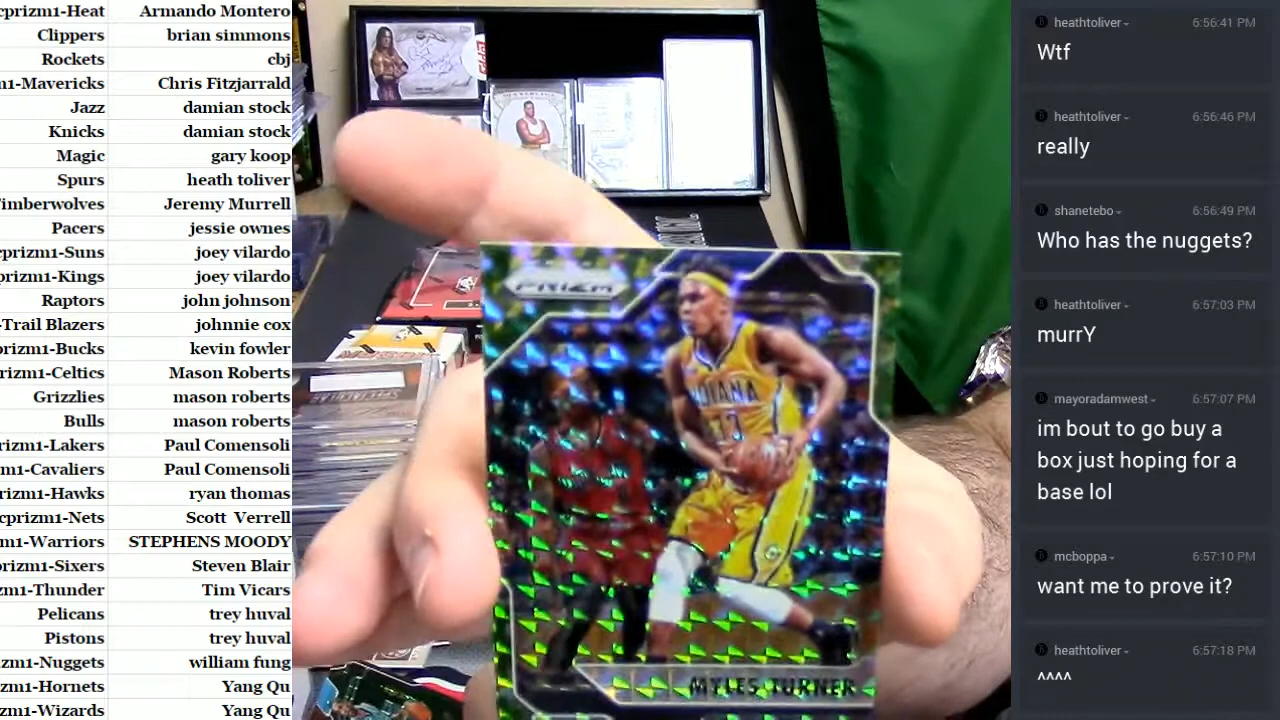 cprizm1-Heat Armando Montero
Clippers brian simmons
Rockets cbj
m1-Mavericks Chris Fitzjarrald
Jazz damian stock
Knicks damian stock
Magic gary koop
Spurs heath toliver
imberwolves Jeremy Murrell
Pacers jessie ownes
cprizm1-Suns joey vilardo
prizm1-Kings joey vilardo
Raptors john johnson
-Trail Blazers johnnie cox
prizm1-Bucks kevin fowler
rizm1-Celtics Mason Roberts
Grizzlies mason roberts
Bulls mason roberts
rizm1-Lakers Paul Comensoli
m1-Cavaliers Paul Comensoli
rizm1-Hawks ryan thomas
cprizm1-Nets Scott Verrell
m1-Warriors STEPHENS MOODY
prizm1-Sixers Steven Blair
m1-Thunder Tim Vicars
Pelicans trey huval
Pistons trey huval
zm1-Nuggets william fung
zm1-Hornets Yang Qu
zm1-Wizards Yang Qu
PRIZM
INDIANA
MYLES TURNER
heathtoliver 6:56:41 PM
Wtf
heathtoliver 6:56:46 PM
really
shanetebo 6:56:49 PM
Who has the nuggets?
heathtoliver 6:57:03 PM
murrY
mayoradamwest 6:57:07 PM
im bout to go buy a
box just hoping for a
base lol
mcboppa 6:57:10 PM
want me to prove it?
heathtoliver 6:57:18 PM
^^^^